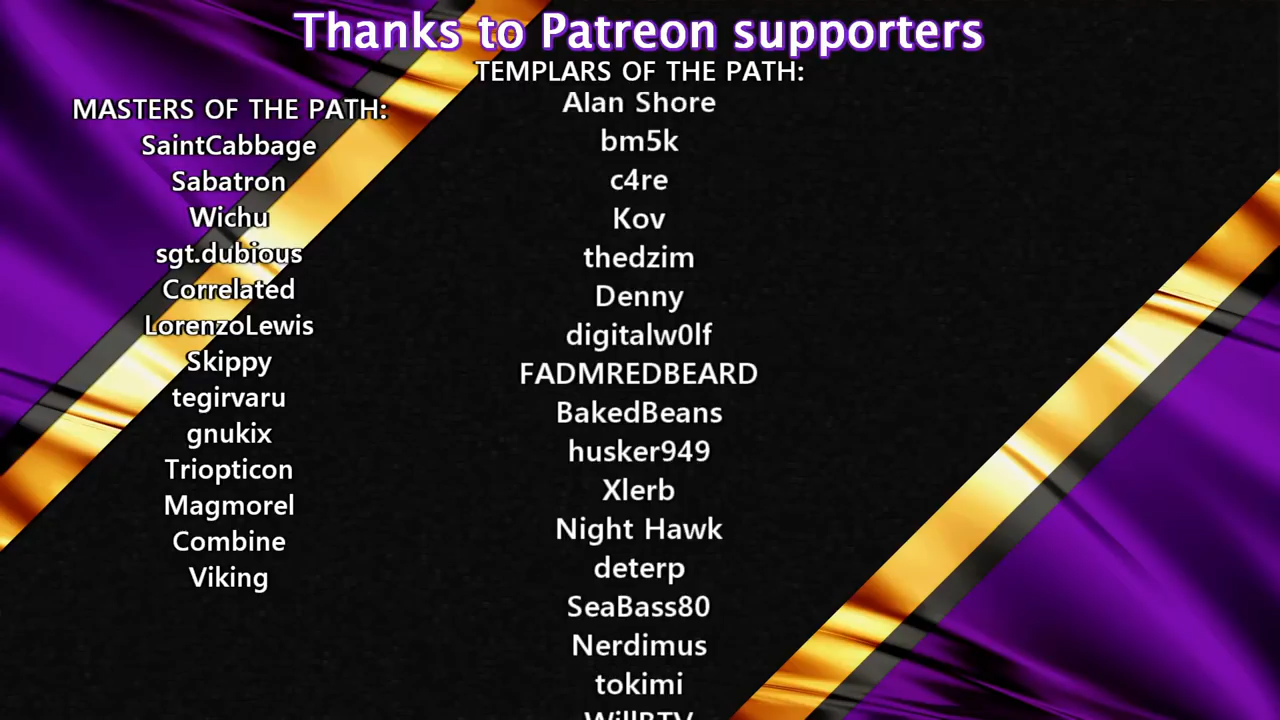 Thanks to Patreon supporters
MASTERS OF THE PATH:
SaintCabbage
Sabatron
Wichu
sgt.dubious
Correlated
LorenzoLewis
Skippy
tegirvaru
gnukix
Triopticon
Magmorel
Combine
Viking
TEMPLARS OF THE PATH:
Alan Shore
bm5k
c4re
Kov
thedzim
Denny
digitalw0lf
FADMREDBEARD
BakedBeans
husker949
Xlerb
Night Hawk
deterp
SeaBass80
Nerdimus
tokimi